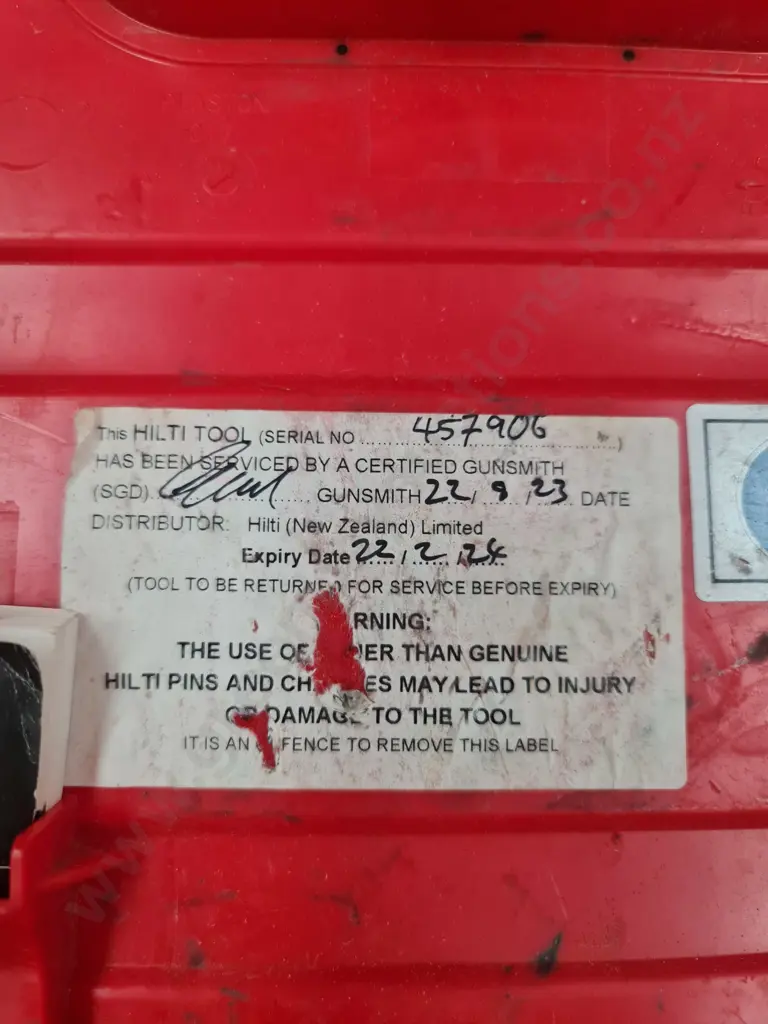 This HILTI TOOL (SERIAL NO ..... 457906 .....)
HAS BEEN SERVICED BY A CERTIFIED GUNSMITH
(SGD) ..... GUNSMITH 22 / 8 / 23 DATE
DISTRIBUTOR: Hilti (New Zealand) Limited
Expiry Date 22 / 2 / 24
(TOOL TO BE RETURNED FOR SERVICE BEFORE EXPIRY)
RNING:
THE USE OF HER THAN GENUINE
HILTI PINS AND CH ES MAY LEAD TO INJURY
OR DAMAGE TO THE TOOL
IT IS AN FENCE TO REMOVE THIS LABEL